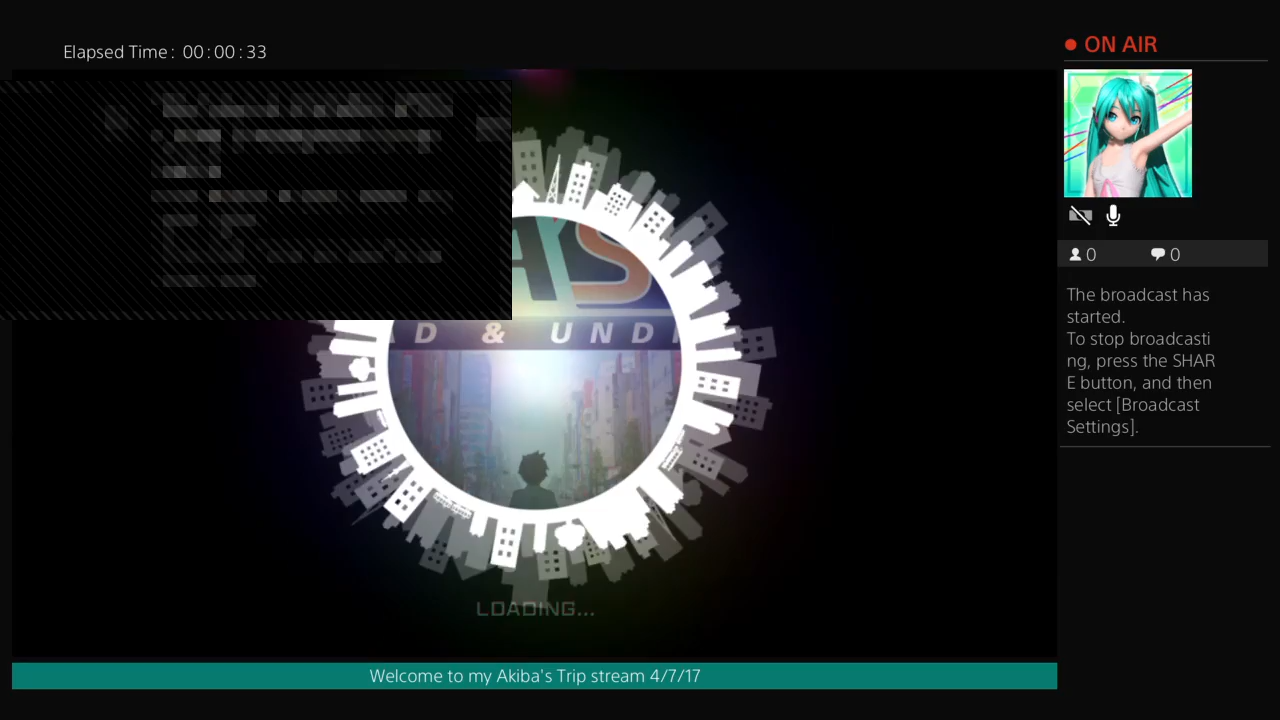 Elapsed Time: 00:00:33
ON AIR
0 0
The broadcast has
started.
To stop broadcasti
ng, press the SHAR
E button, and then
select [Broadcast
Settings].
D & UND
LOADING...
Welcome to my Akiba's Trip stream 4/7/17